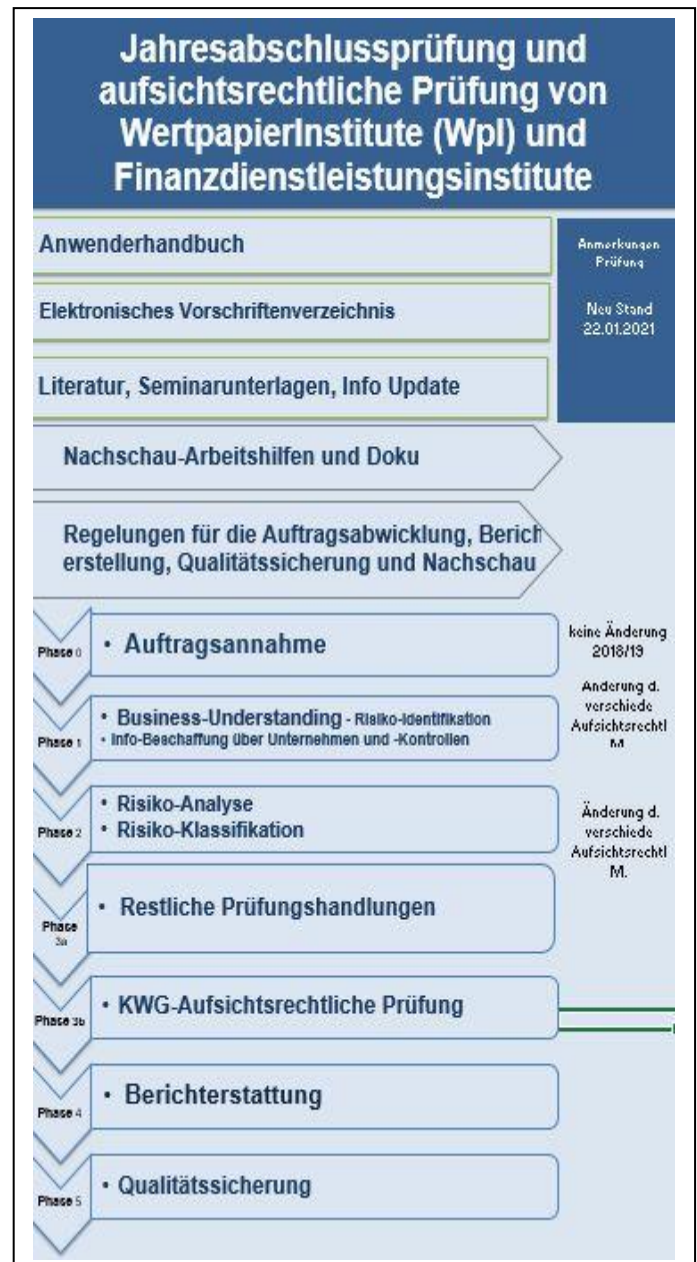 Jahresabschlussprüfung und
aufsichtsrechtliche Prüfung von
WertpapierInstitute (WpI) und
Finanzdienstleistungsinstitute
Anwenderhandbuch
Anmerkungen
Prüfung
Elektronisches Vorschriftenverzeichnis
Neu Stand
22.01.2021
Literatur, Seminarunterlagen, Info Update
Nachschau-Arbeitshilfen und Doku
Regelungen für die Auftragsabwicklung, Berich
erstellung, Qualitätssicherung und Nachschau
Phase 0
• Auftragsannahme
keine Änderung
2018/19
Phase 1
• Business-Understanding - Risiko-Identifikation
• Info-Beschaffung über Unternehmen und -Kontrollen
Änderung d.
verschiede
Aufsichtsrechtl
M
Phase 2
• Risiko-Analyse
• Risiko-Klassifikation
Änderung d.
verschiede
Aufsichtsrechtl
M.
Phase
3a
• Restliche Prüfungshandlungen
Phase 3b
• KWG-Aufsichtsrechtliche Prüfung
Phase 4
• Berichterstattung
Phase 5
• Qualitätssicherung